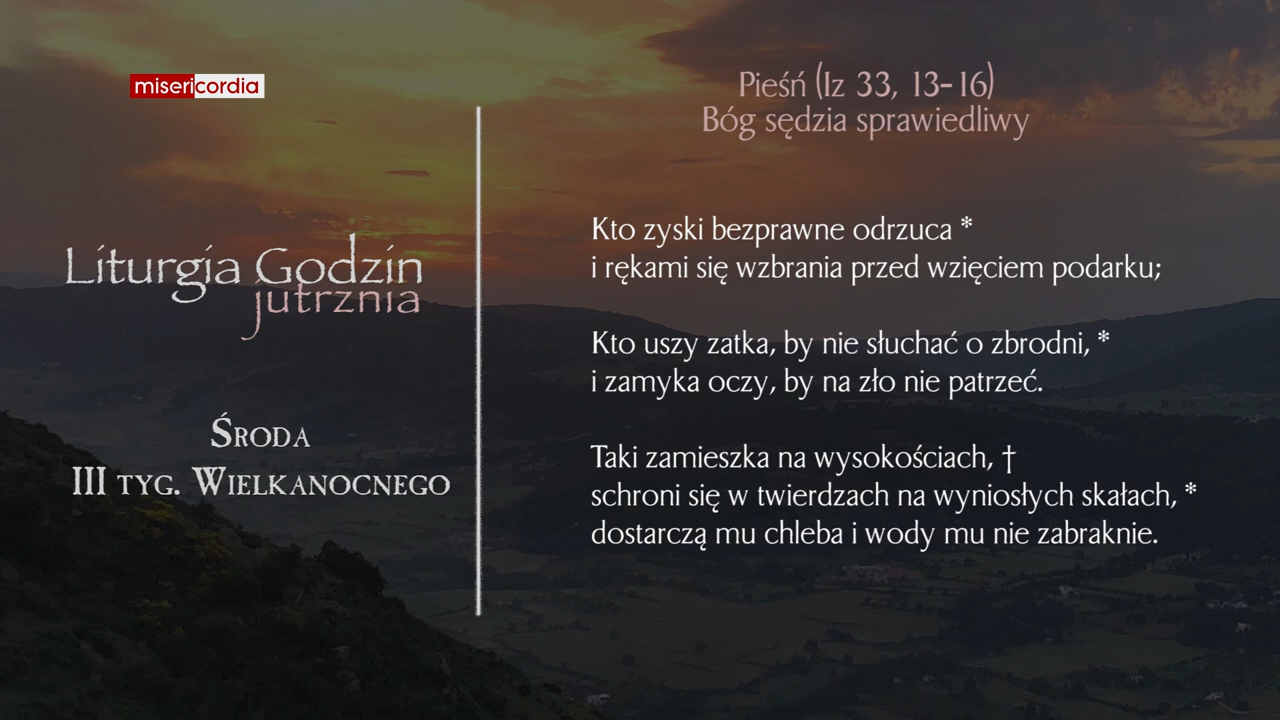 misericordia
Liturgia Godzin
jutrznia
Środa
III tyg. Wielkanocnego
Pieśń (Iz 33, 13-16)
Bóg sędzia sprawiedliwy
Kto zyski bezprawne odrzuca *
i rękami się wzbrania przed wzięciem podarku;
Kto uszy zatka, by nie słuchać o zbrodni, *
i zamyka oczy, by na zło nie patrzeć.
Taki zamieszka na wysokościach, †
schroni się w twierdzach na wyniosłych skałach, *
dostarczą mu chleba i wody mu nie zabraknie.